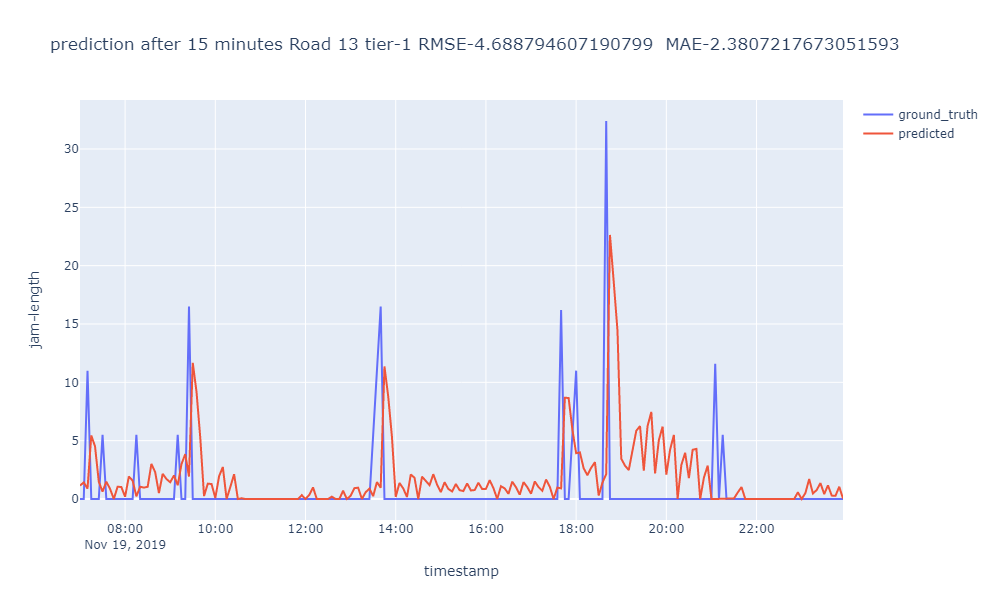 prediction after 15 minutes Road 13 tier-1 RMSE-4.688794607190799  MAE-2.3807217673051593
ground_truth
predicted
30
25
20
15
10
5
0
jam-length
08:00 10:00 12:00 14:00 16:00 18:00 20:00 22:00
Nov 19, 2019
timestamp